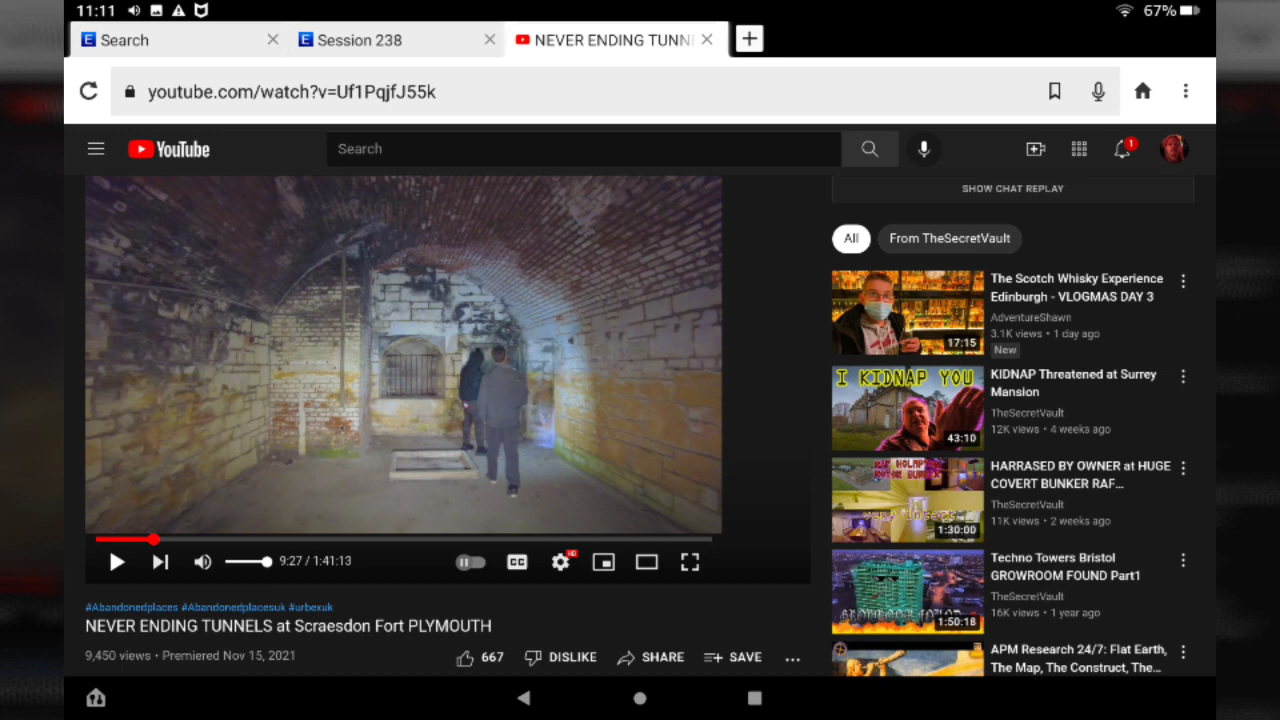 11:11
67%
Search
Session 238
NEVER ENDING TUNN
youtube.com/watch?v=Uf1PqjfJ55k
YouTube
Search
1
SHOW CHAT REPLAY
All
From TheSecretVault
The Scotch Whisky Experience
Edinburgh - VLOGMAS DAY 3
AdventureShawn
3.1K views • 1 day ago
New
17:15
I KIDNAP YOU
43:10
KIDNAP Threatened at Surrey
Mansion
TheSecretVault
12K views • 4 weeks ago
1:30:00
HARRASED BY OWNER at HUGE
COVERT BUNKER RAF...
TheSecretVault
11K views • 2 weeks ago
1:50:18
Techno Towers Bristol
GROWROOM FOUND Part1
TheSecretVault
16K views • 1 year ago
APM Research 24/7: Flat Earth,
The Map, The Construct, The...
9:27 / 1:41:13
CC
HD
#Abandonedplaces #Abandonedplacesuk #urbexuk
NEVER ENDING TUNNELS at Scraesdon Fort PLYMOUTH
9,450 views • Premiered Nov 15, 2021
667
DISLIKE
SHARE
SAVE